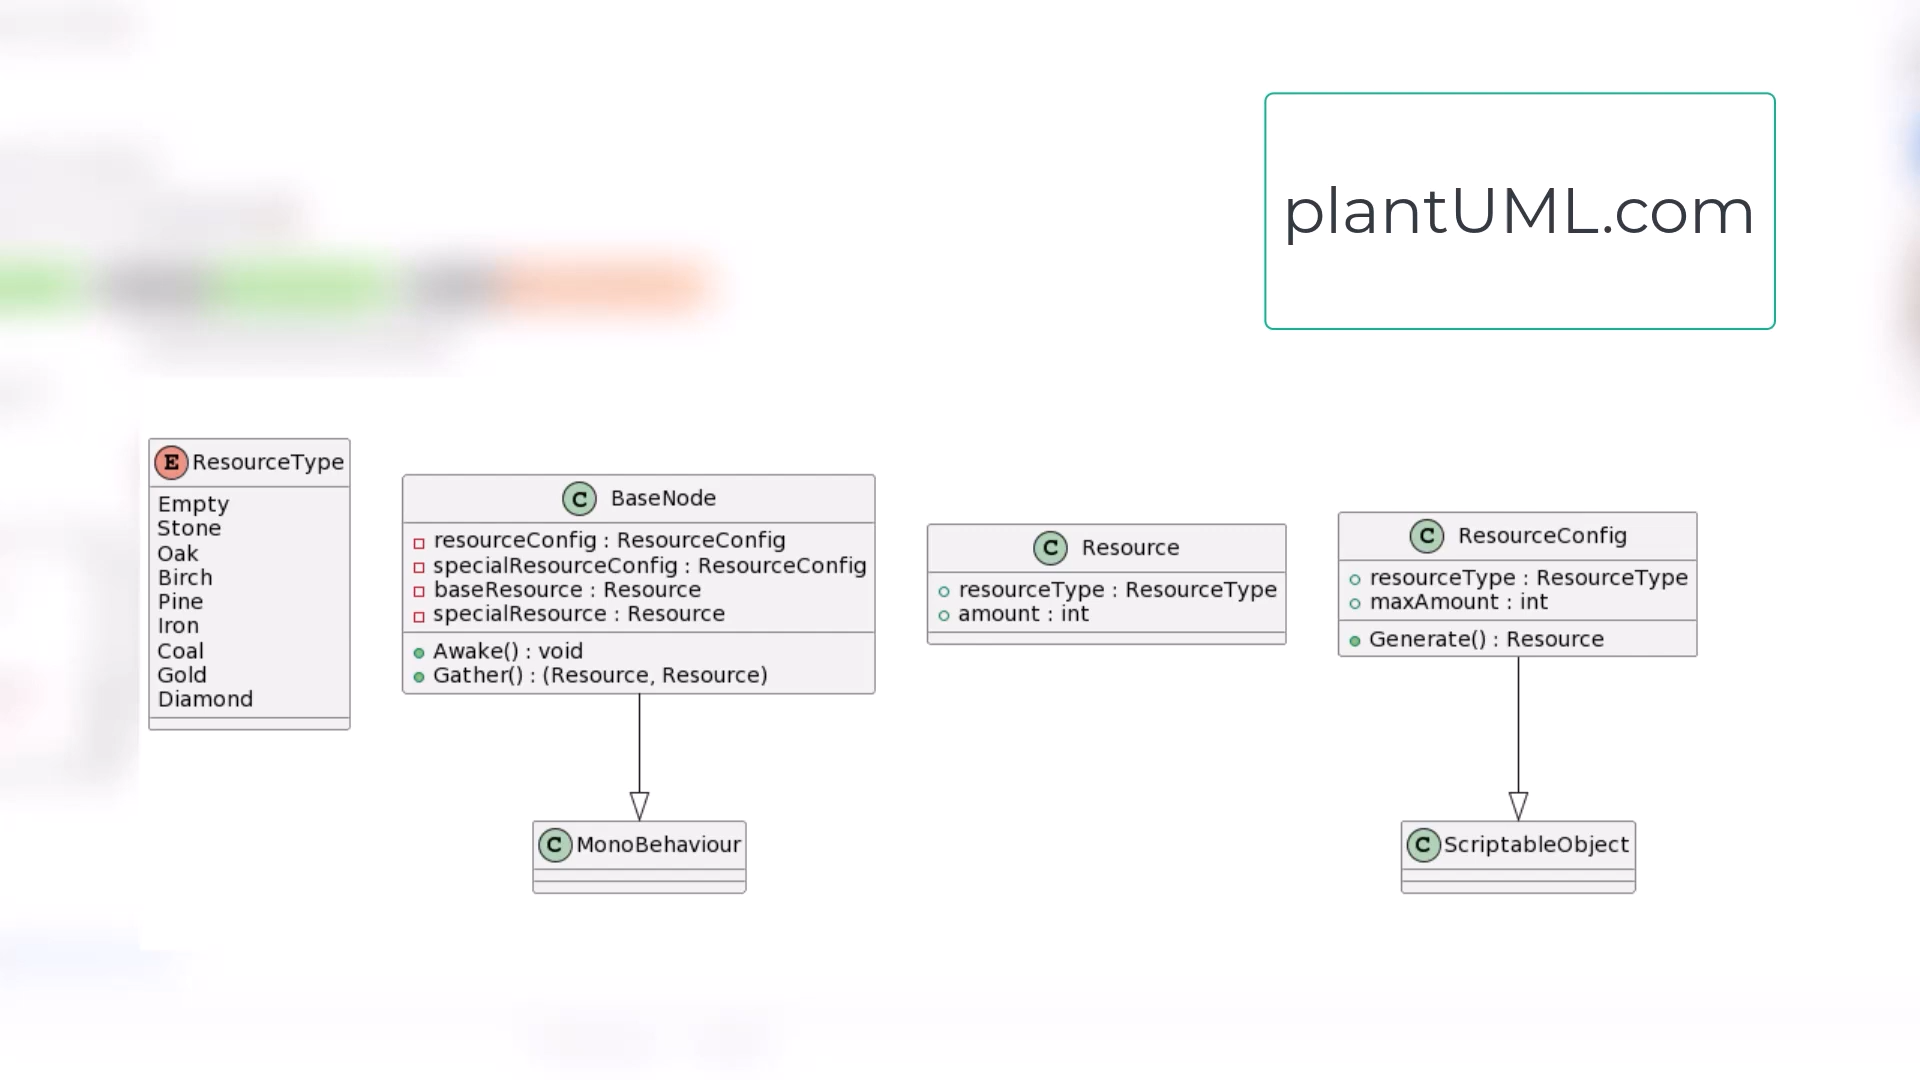 plantUML.com
E ResourceType
Empty
Stone
Oak
Birch
Pine
Iron
Coal
Gold
Diamond
C BaseNode
resourceConfig : ResourceConfig
specialResourceConfig : ResourceConfig
baseResource : Resource
specialResource : Resource
Awake() : void
Gather() : (Resource, Resource)
C Resource
resourceType : ResourceType
amount : int
C ResourceConfig
resourceType : ResourceType
maxAmount : int
Generate() : Resource
C MonoBehaviour
C ScriptableObject